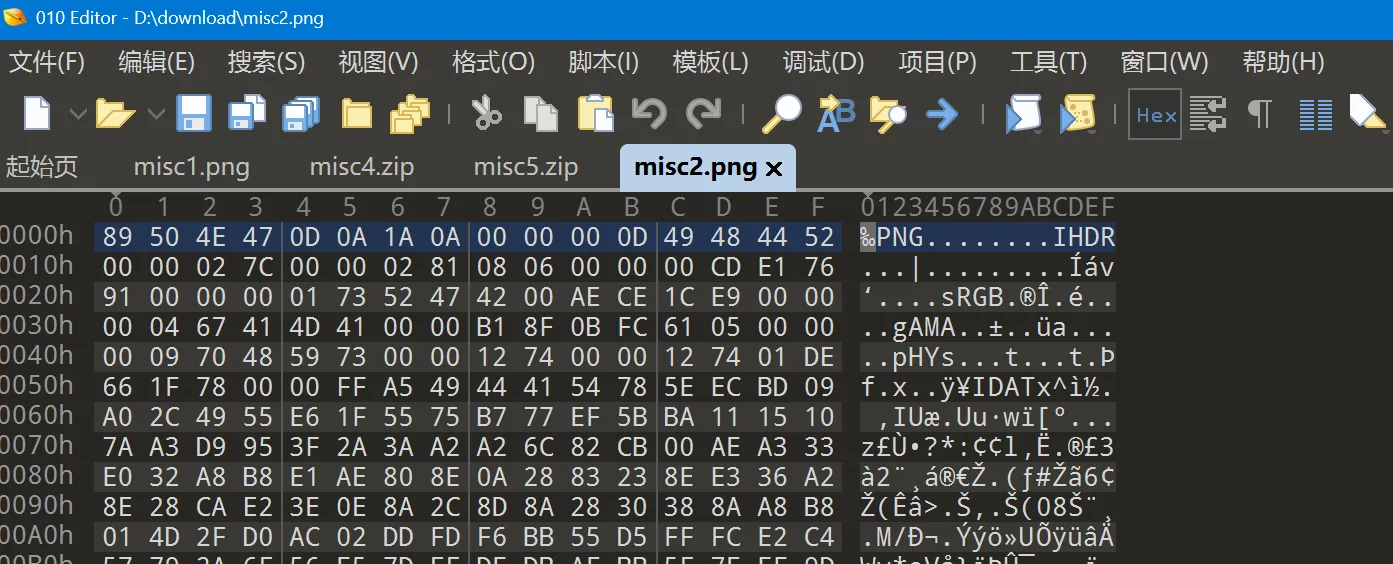 010 Editor - D:\download\misc2.png
文件(F) 编辑(E) 搜索(S) 视图(V) 格式(O) 脚本(I) 模板(L) 调试(D) 项目(P) 工具(T) 窗口(W) 帮助(H)
Hex
起始页 misc1.png misc4.zip misc5.zip misc2.png
0 1 2 3 4 5 6 7 8 9 A B C D E F 0123456789ABCDEF
0000h 89 50 4E 47 0D 0A 1A 0A 00 00 00 0D 49 48 44 52 ‰PNG........IHDR
0010h 00 00 02 7C 00 00 02 81 08 06 00 00 00 CD E1 76 ...|.........Íáv
0020h 91 00 00 00 01 73 52 47 42 00 AE CE 1C E9 00 00 ‘....sRGB.®Î.é..
0030h 00 04 67 41 4D 41 00 00 B1 8F 0B FC 61 05 00 00 ..gAMA..±..üa...
0040h 00 09 70 48 59 73 00 00 12 74 00 00 12 74 01 DE ..pHYs...t...t.Þ
0050h 66 1F 78 00 00 FF A5 49 44 41 54 78 5E EC BD 09 f.x..ÿ¥IDATx^ì½.
0060h A0 2C 49 55 E6 1F 55 75 B7 77 EF 5B BA 11 15 10 ,IUæ.Uu·wï[º...
0070h 7A A3 D9 95 3F 2A 3A A2 A2 6C 82 CB 00 AE A3 33 z£Ù•?*:¢¢l‚Ë.®£3
0080h E0 32 A8 B8 E1 AE 80 8E 0A 28 83 23 8E E3 36 A2 à2¨¸á®€Ž.(ƒ#Žã6¢
0090h 8E 28 CA E2 3E 0E 8A 2C 8D 8A 28 30 38 8A A8 B8 Ž(Êâ>.Š,.Š(08Š¨¸
00A0h 01 4D 2F D0 AC 02 DD FD F6 BB 55 D5 FF FC E2 C4 .M/Ð¬.Ýýö»UÕÿüâÄ